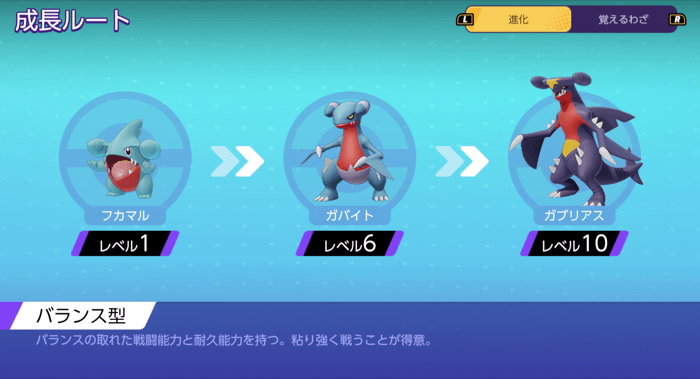 成長ルート
L 進化 覚えるわざ R
フカマル ガバイト ガブリアス
レベル1 レベル6 レベル10
バランス型
バランスの取れた戦闘能力と耐久能力を持つ。粘り強く戦うことが得意。